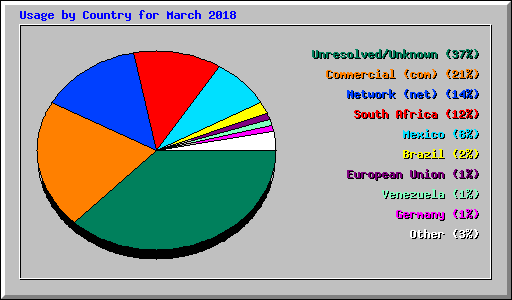 Usage by Country for March 2018
Unresolved/Unknown (37%)
Commercial (com) (21%)
Network (net) (14%)
South Africa (12%)
Mexico (8%)
Brazil (2%)
European Union (1%)
Venezuela (1%)
Germany (1%)
Other (3%)